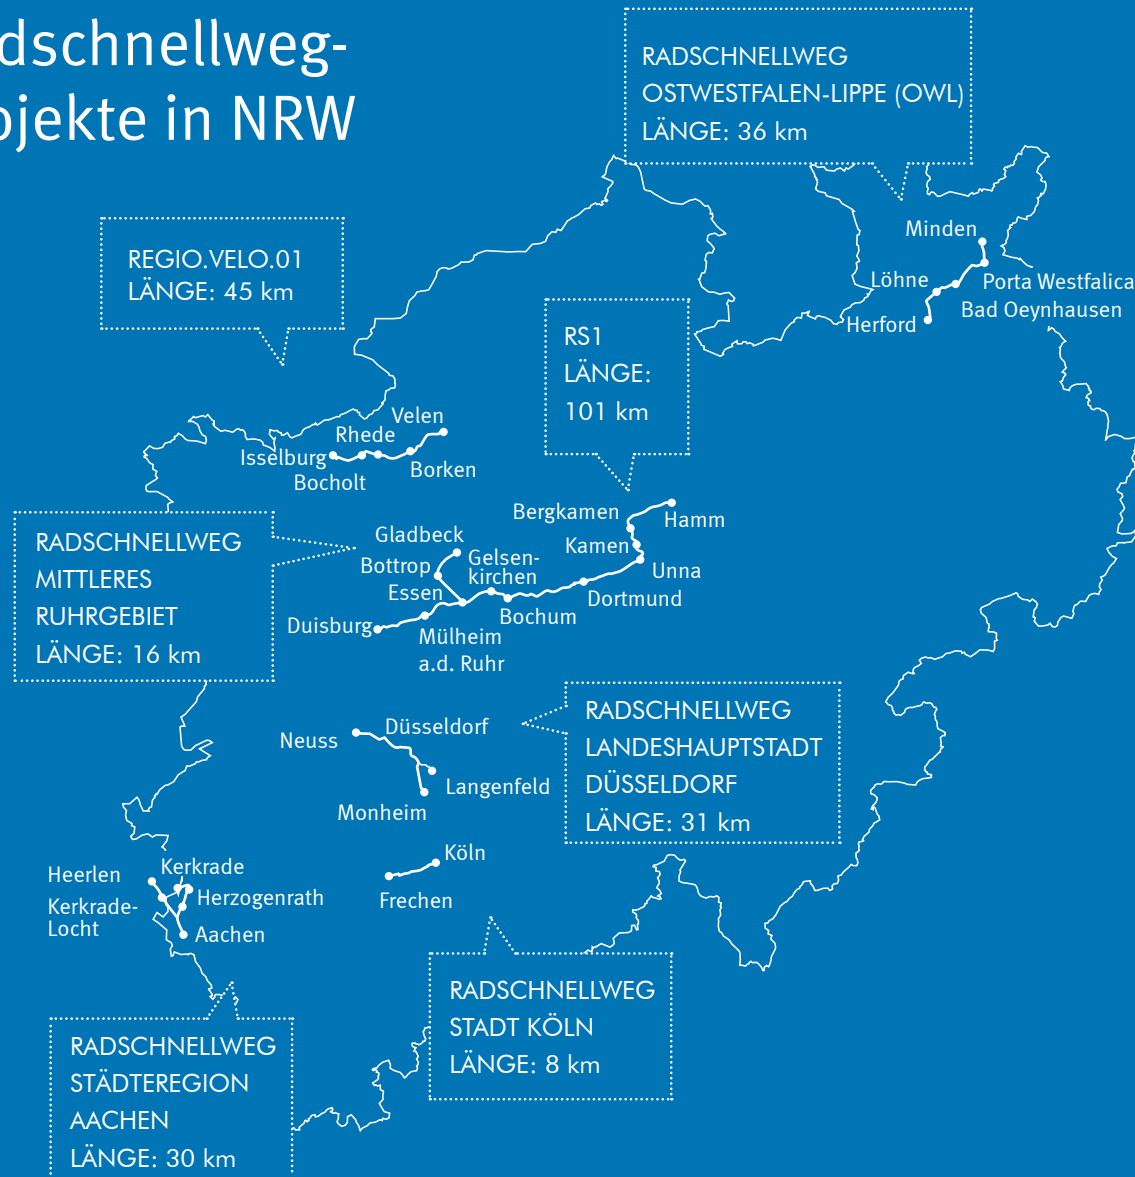 dschnellweg-
ojekte in NRW
RADSCHNELLWEG
OSTWESTFALEN-LIPPE (OWL)
LÄNGE: 36 km
REGIO.VELO.01
LÄNGE: 45 km
RS1
LÄNGE:
101 km
Minden
Löhne
Porta Westfalica
Bad Oeynhausen
Herford
Velen
Rhede
Isselburg
Borken
Bocholt
RADSCHNELLWEG
MITTLERES
RUHRGEBIET
LÄNGE: 16 km
Bergkamen
Hamm
Kamen
Unna
Gladbeck
Bottrop
Gelsen-
kirchen
Essen
Dortmund
Bochum
Duisburg
Mülheim
a.d. Ruhr
RADSCHNELLWEG
LANDESHAUPTSTADT
DÜSSELDORF
LÄNGE: 31 km
Düsseldorf
Neuss
Langenfeld
Monheim
Köln
Frechen
Heerlen
Kerkrade
Herzogenrath
Kerkrade-
Locht
Aachen
RADSCHNELLWEG
STADT KÖLN
LÄNGE: 8 km
RADSCHNELLWEG
STÄDTEREGION
AACHEN
LÄNGE: 30 km